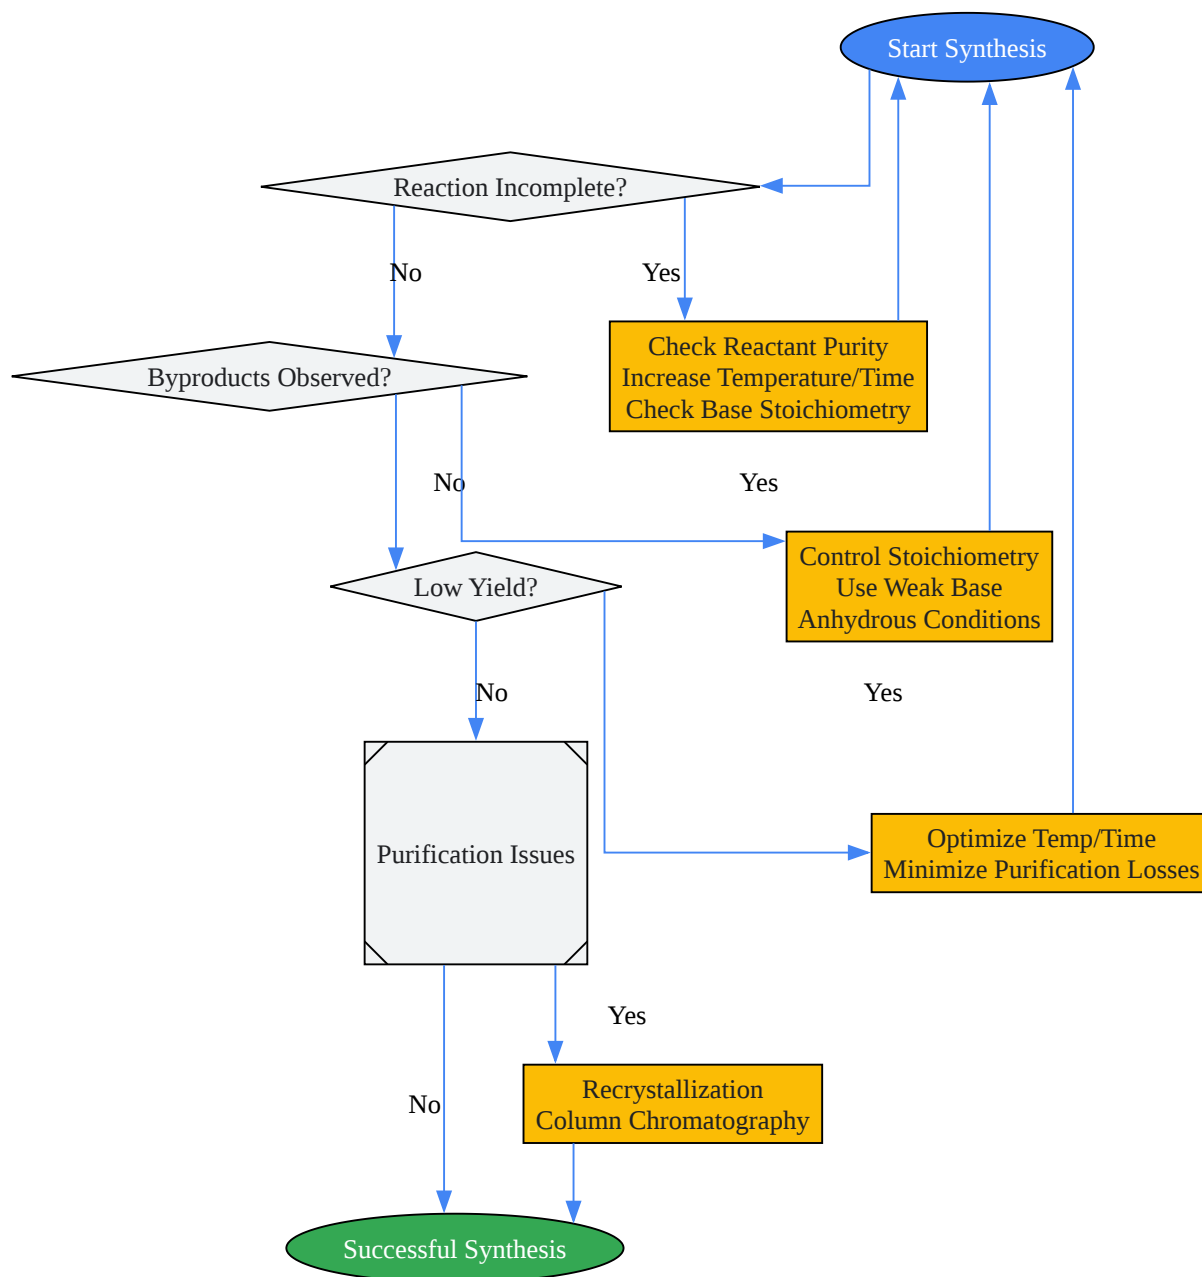 Start Synthesis
Reaction Incomplete?
No
Yes
Check Reactant Purity
Increase Temperature/Time
Check Base Stoichiometry
Byproducts Observed?
No
Yes
Control Stoichiometry
Use Weak Base
Anhydrous Conditions
Low Yield?
No
Yes
Optimize Temp/Time
Minimize Purification Losses
Purification Issues
Yes
No
Recrystallization
Column Chromatography
Successful Synthesis